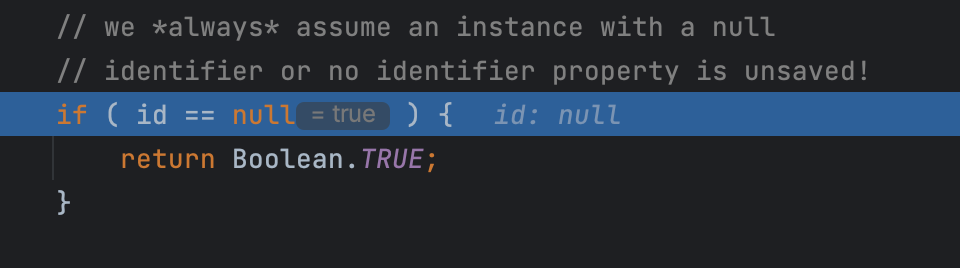 // we *always* assume an instance with a null
// identifier or no identifier property is unsaved!
if ( id == null = true ) { id: null
return Boolean.TRUE;
}